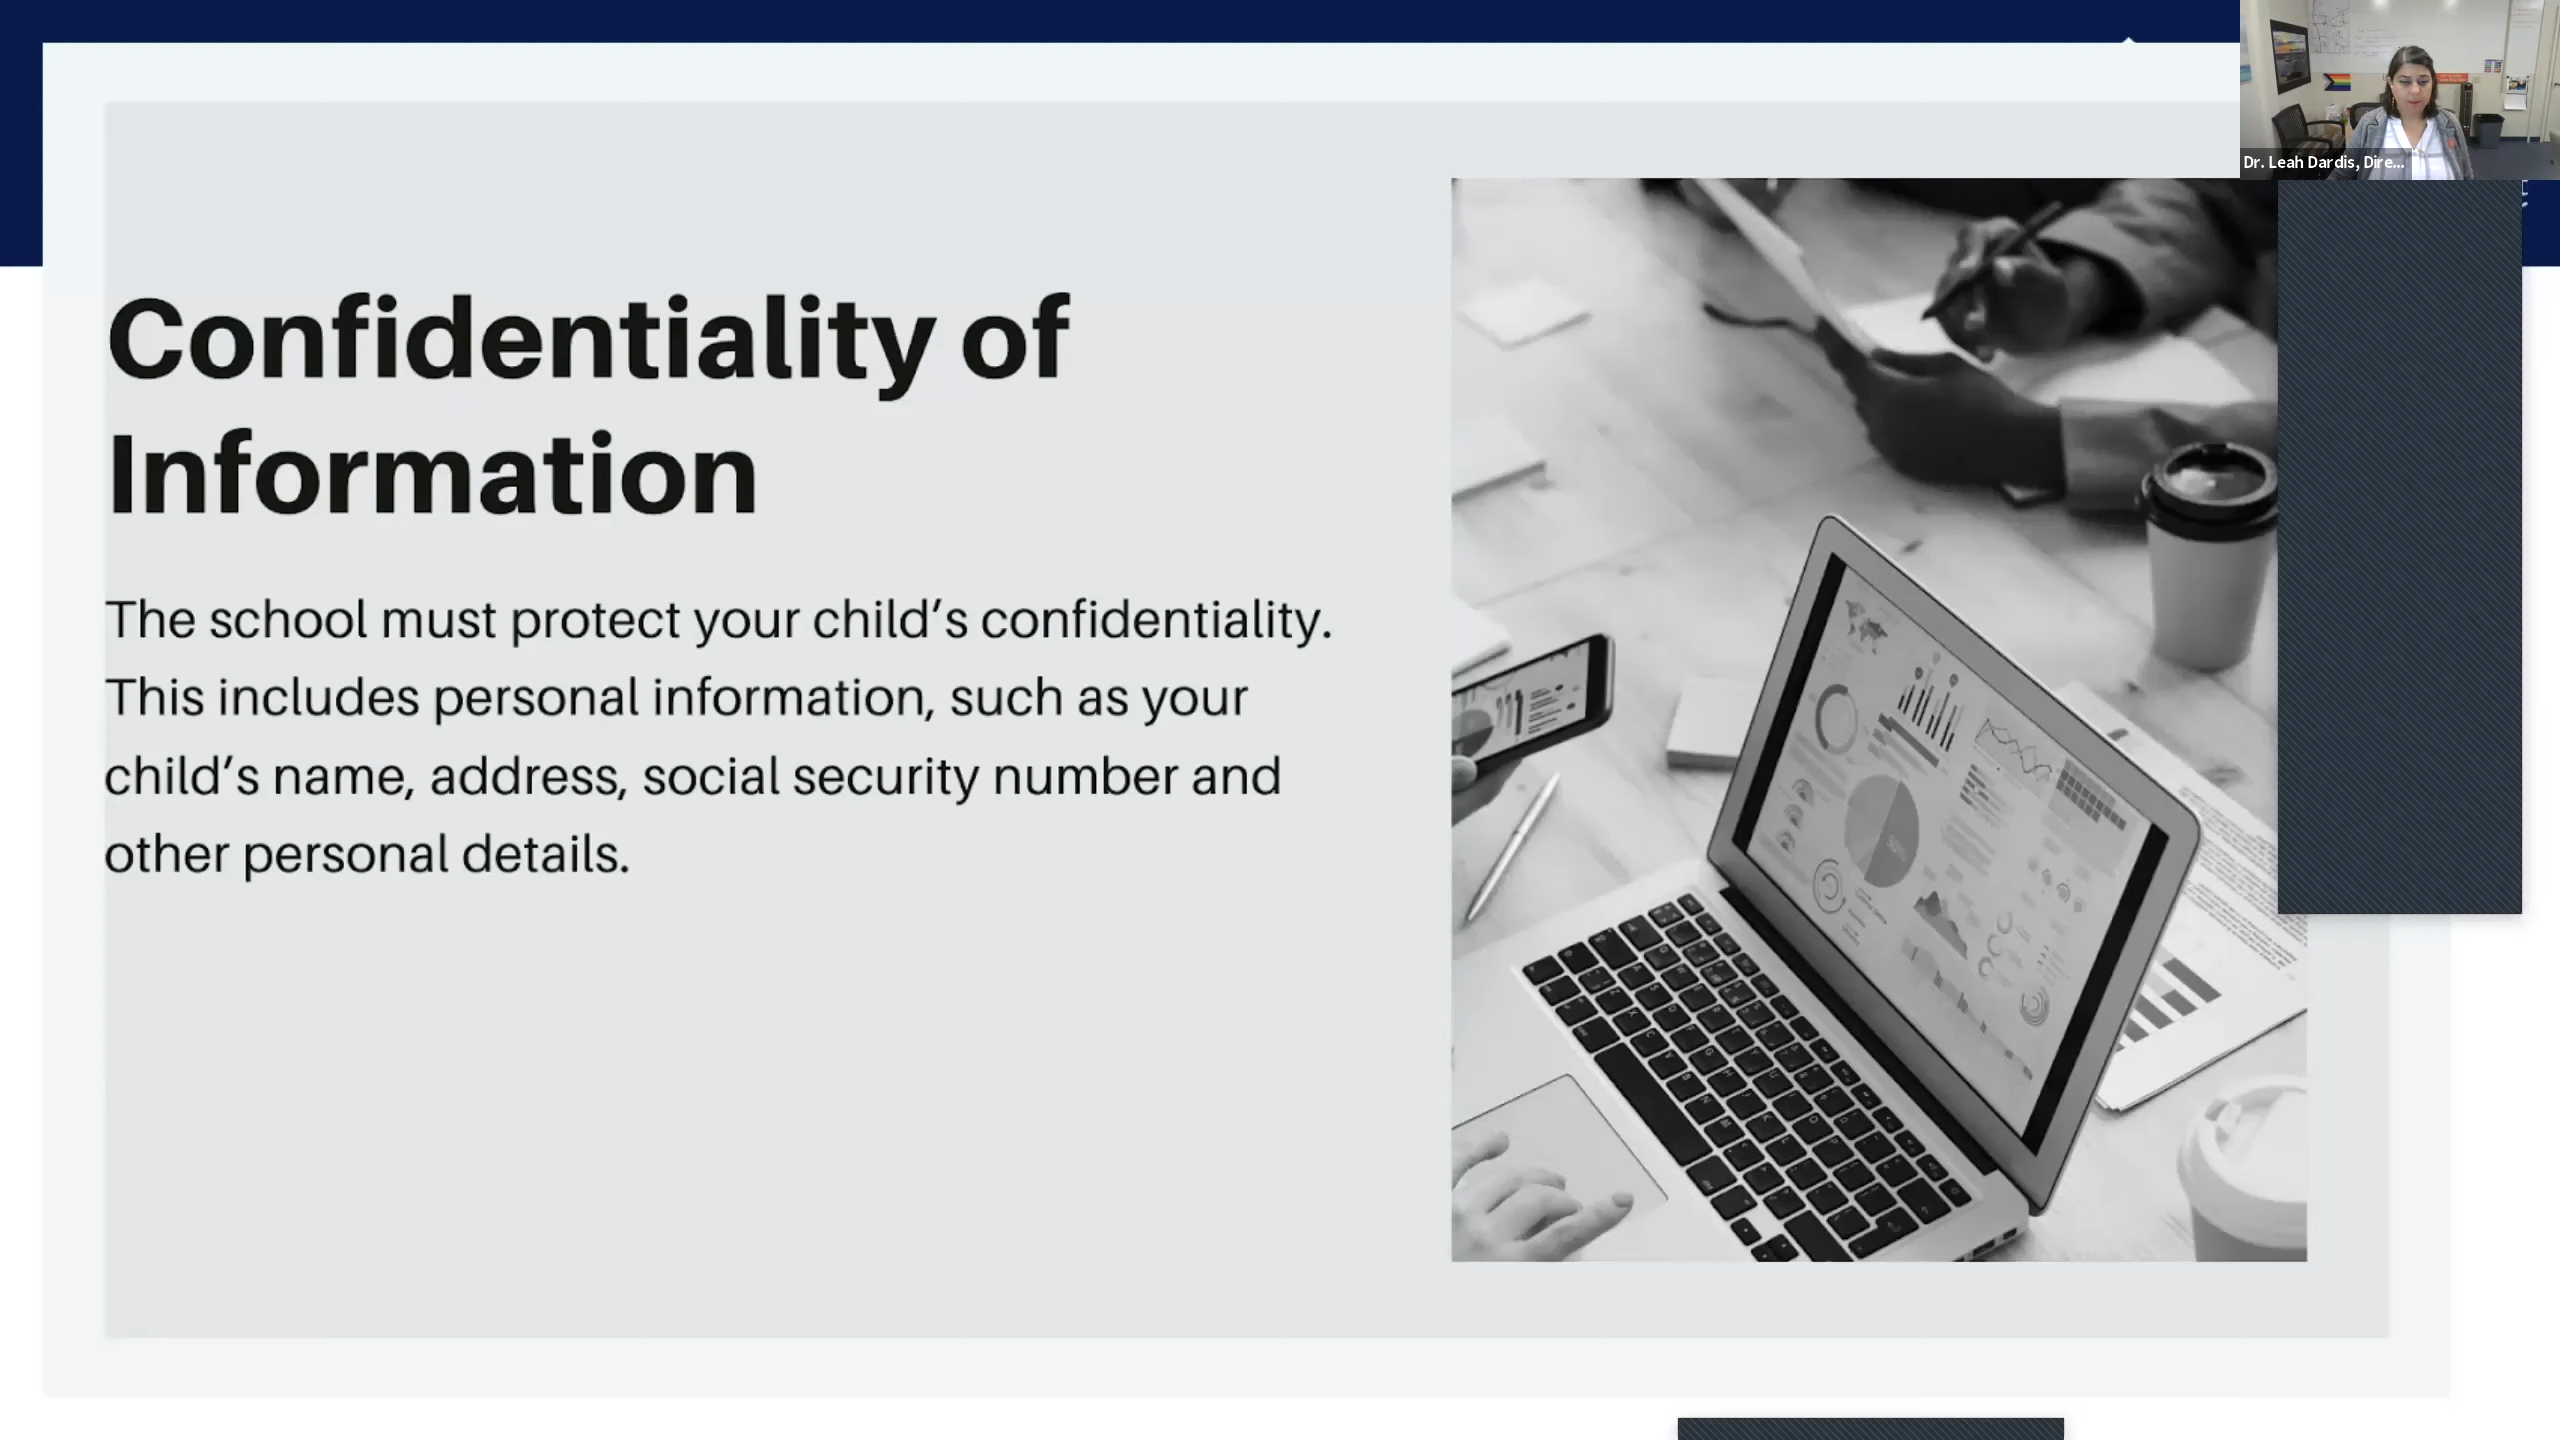 Confidentiality of
Information
The school must protect your child’s confidentiality.
This includes personal information, such as your
child’s name, address, social security number and
other personal details.
Dr. Leah Dardis, Dire...
50%